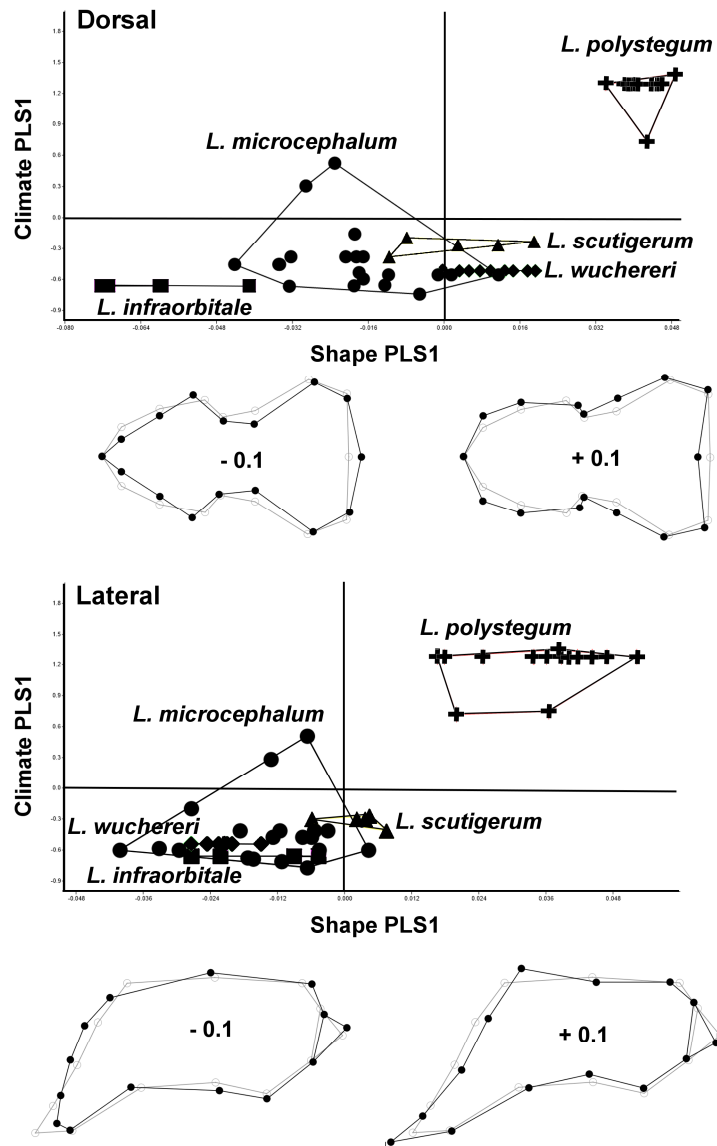 Dorsal
L. polystegum
1.8
1.5
1.2
0.9
0.6
0.3
0.0
-0.3
-0.6
-0.9
Climate PLS1
L. microcephalum
L. scutigerum
L. wuchereri
L. infraorbitale
-0.080
-0.064
-0.048
-0.032
-0.016
0.000
0.016
0.032
0.048
Shape PLS1
- 0.1
+ 0.1
Lateral
L. polystegum
1.8
1.5
1.2
0.9
0.6
0.3
0.0
-0.3
-0.6
-0.9
Climate PLS1
L. microcephalum
L. wuchereri
L. scutigerum
L. infraorbitale
-0.048
-0.036
-0.024
-0.012
0.000
0.012
0.024
0.036
0.048
Shape PLS1
- 0.1
+ 0.1